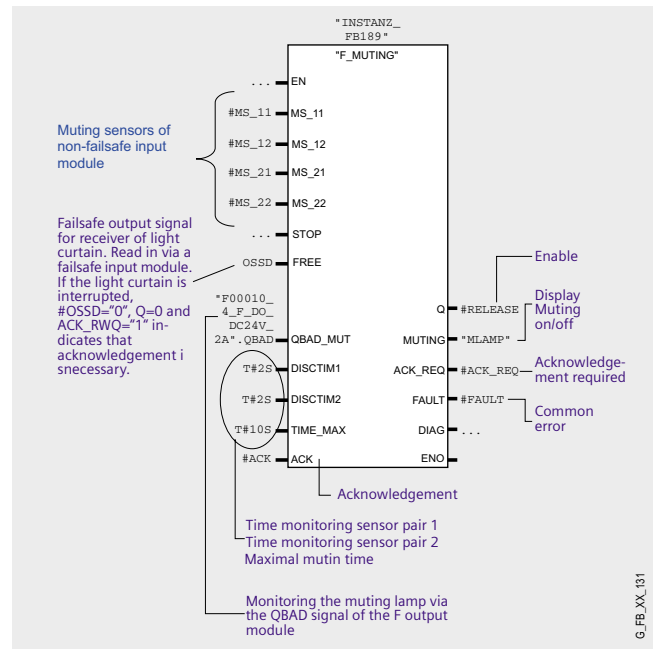 "INSTANZ_
FB189"
"F_MUTING"
... EN
#MS_11 MS_11
#MS_12 MS_12
#MS_21 MS_21
#MS_22 MS_22
... STOP
OSSD FREE
"F00010_
4_F_DO_
DC24V_
2A".QBAD QBAD_MUT
T#2S DISCTIM1
T#2S DISCTIM2
T#10S TIME_MAX
#ACK ACK
Q #RELEASE
MUTING "MLAMP"
ACK_REQ #ACK_REQ
FAULT #FAULT
DIAG ...
ENO
Muting sensors of
non-failsafe input
module
Failsafe output signal
for receiver of light
curtain. Read in via a
failsafe input module.
If the light curtain is
interrupted,
#OSSD="0", Q=0 and
ACK_RWQ="1" in-
dicates that
acknowledgement i
snecessary.
Enable
Display
Muting
on/off
Acknowledge-
ment required
Common
error
Acknowledgement
Time monitoring sensor pair 1
Time monitoring sensor pair 2
Maximal mutin time
Monitoring the muting lamp via
the QBAD signal of the F output
module
G_FB_XX_131